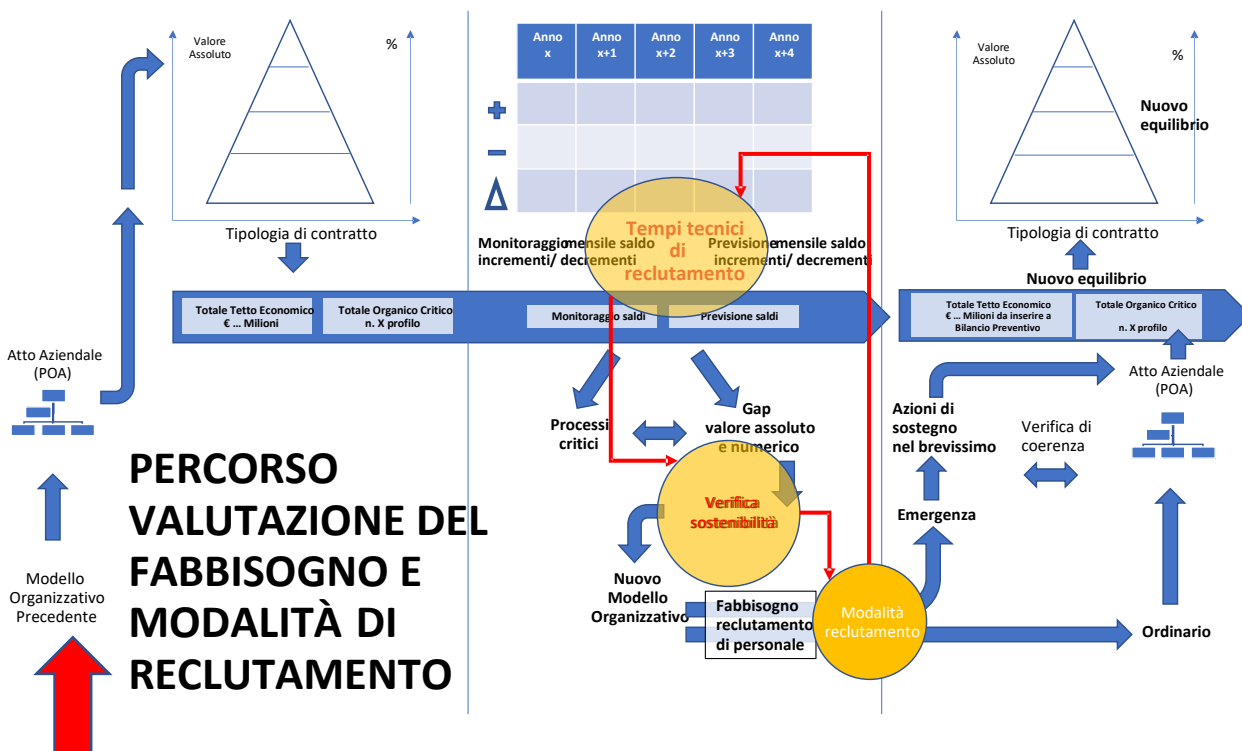 Valore
Assoluto
%
Tipologia di contratto
Totale Tetto Economico
€ ... Milioni
Totale Organico Critico
n. X profilo
Atto Aziendale
(POA)
Modello
Organizzativo
Precedente
PERCORSO
VALUTAZIONE DEL
FABBISOGNO E
MODALITÀ DI
RECLUTAMENTO
Anno
x
Anno
x+1
Anno
x+2
Anno
x+3
Anno
x+4
+
−
Δ
Tempi tecnici
di
reclutamento
Monitoraggio mensile saldo
incrementi/ decrementi
Previsione mensile saldo
incrementi/ decrementi
Monitoraggio saldi
Previsione saldi
Processi
critici
Gap
valore assoluto
e numerico
Verifica
sostenibilità
Nuovo
Modello
Organizzativo
Fabbisogno
reclutamento
di personale
Modalità
reclutamento
Valore
Assoluto
%
Nuovo
equilibrio
Tipologia di contratto
Nuovo equilibrio
Totale Tetto Economico
€ ... Milioni da inserire a
Bilancio Preventivo
Totale Organico Critico
n. X profilo
Azioni di
sostegno
nel brevissimo
Verifica di
coerenza
Atto Aziendale
(POA)
Emergenza
Ordinario